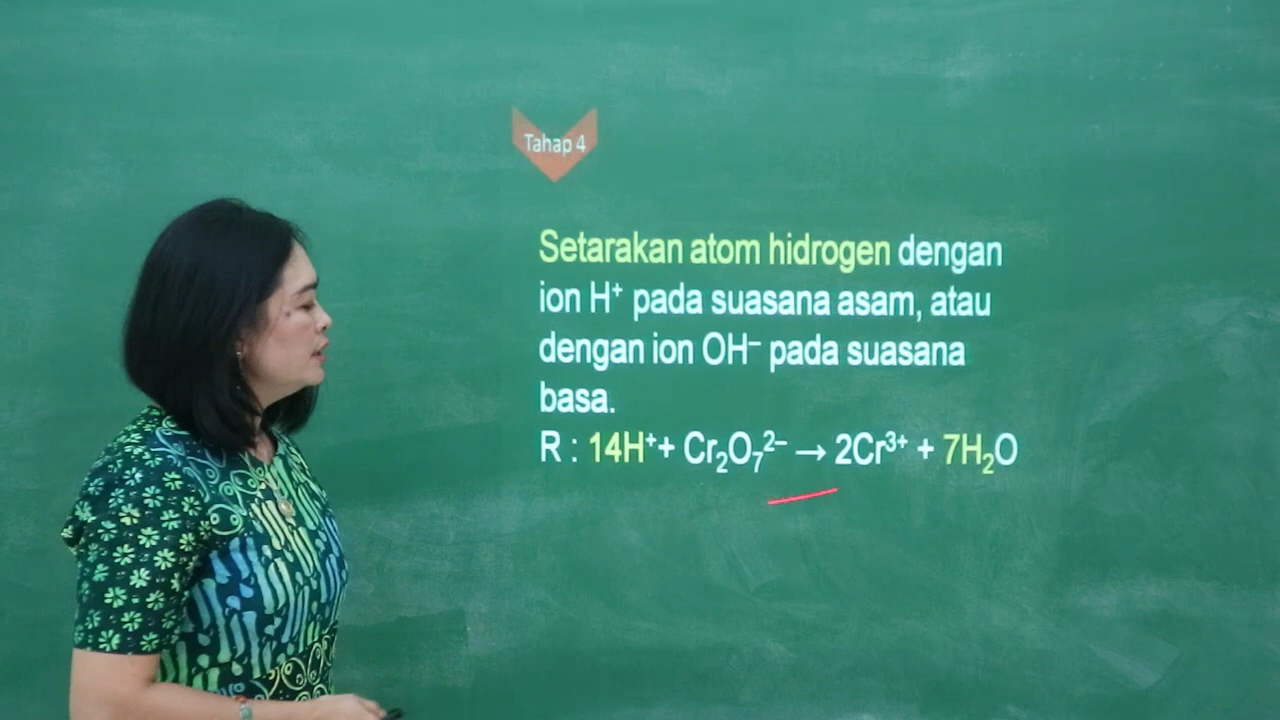 Tahap 4
Setarakan atom hidrogen dengan
ion H⁺ pada suasana asam, atau
dengan ion OH⁻ pada suasana
basa.
R : 14H⁺+ Cr₂O₇²⁻ → 2Cr³⁺ + 7H₂O